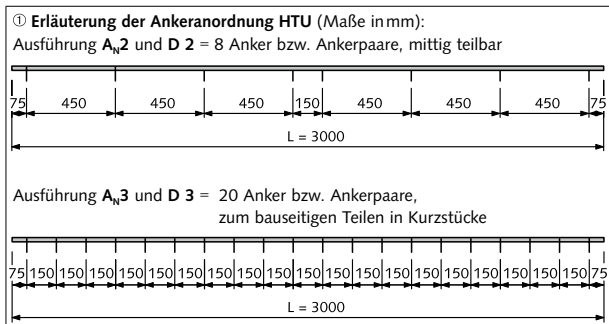 ① Erläuterung der Ankeranordnung HTU (Maße in mm):
Ausführung A_N2 und D 2 = 8 Anker bzw. Ankerpaare, mittig teilbar
75 450 450 450 150 450 450 450 75
L = 3000
Ausführung A_N3 und D 3 = 20 Anker bzw. Ankerpaare,
zum bauseitigen Teilen in Kurzstücke
75 150 150 150 150 150 150 150 150 150 150 150 150 150 150 150 150 150 150 150 75
L = 3000